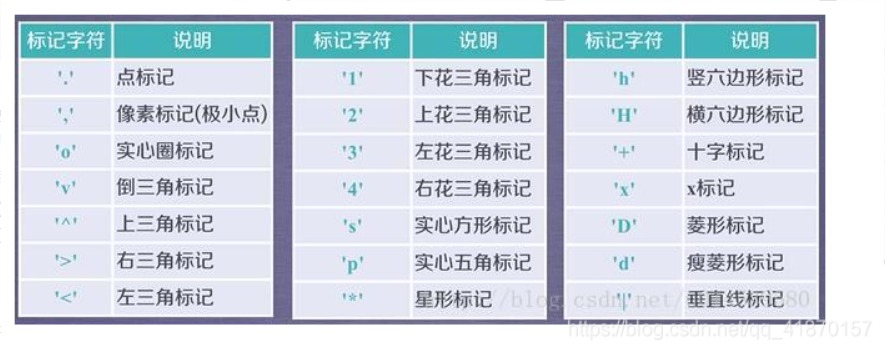 标记字符 说明
'.' 点标记
',' 像素标记(极小点)
'o' 实心圈标记
'v' 倒三角标记
'^' 上三角标记
'>' 右三角标记
'<' 左三角标记
标记字符 说明
'1' 下花三角标记
'2' 上花三角标记
'3' 左花三角标记
'4' 右花三角标记
's' 实心方形标记
'p' 实心五角标记
'*' 星形标记
标记字符 说明
'h' 竖六边形标记
'H' 横六边形标记
'+' 十字标记
'x' x标记
'D' 菱形标记
'd' 瘦菱形标记
'|' 垂直线标记
https://blog.csdn.net/qq_41870157